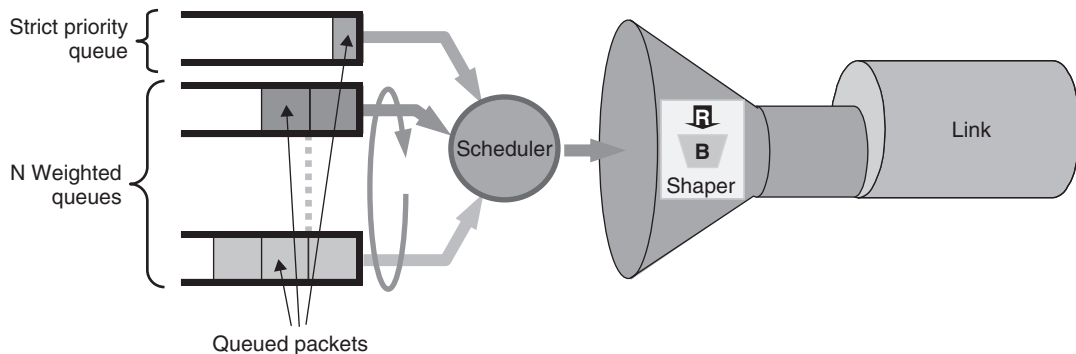 Strict priority
queue
N Weighted
queues
Scheduler
R
B
Shaper
Link
Queued packets